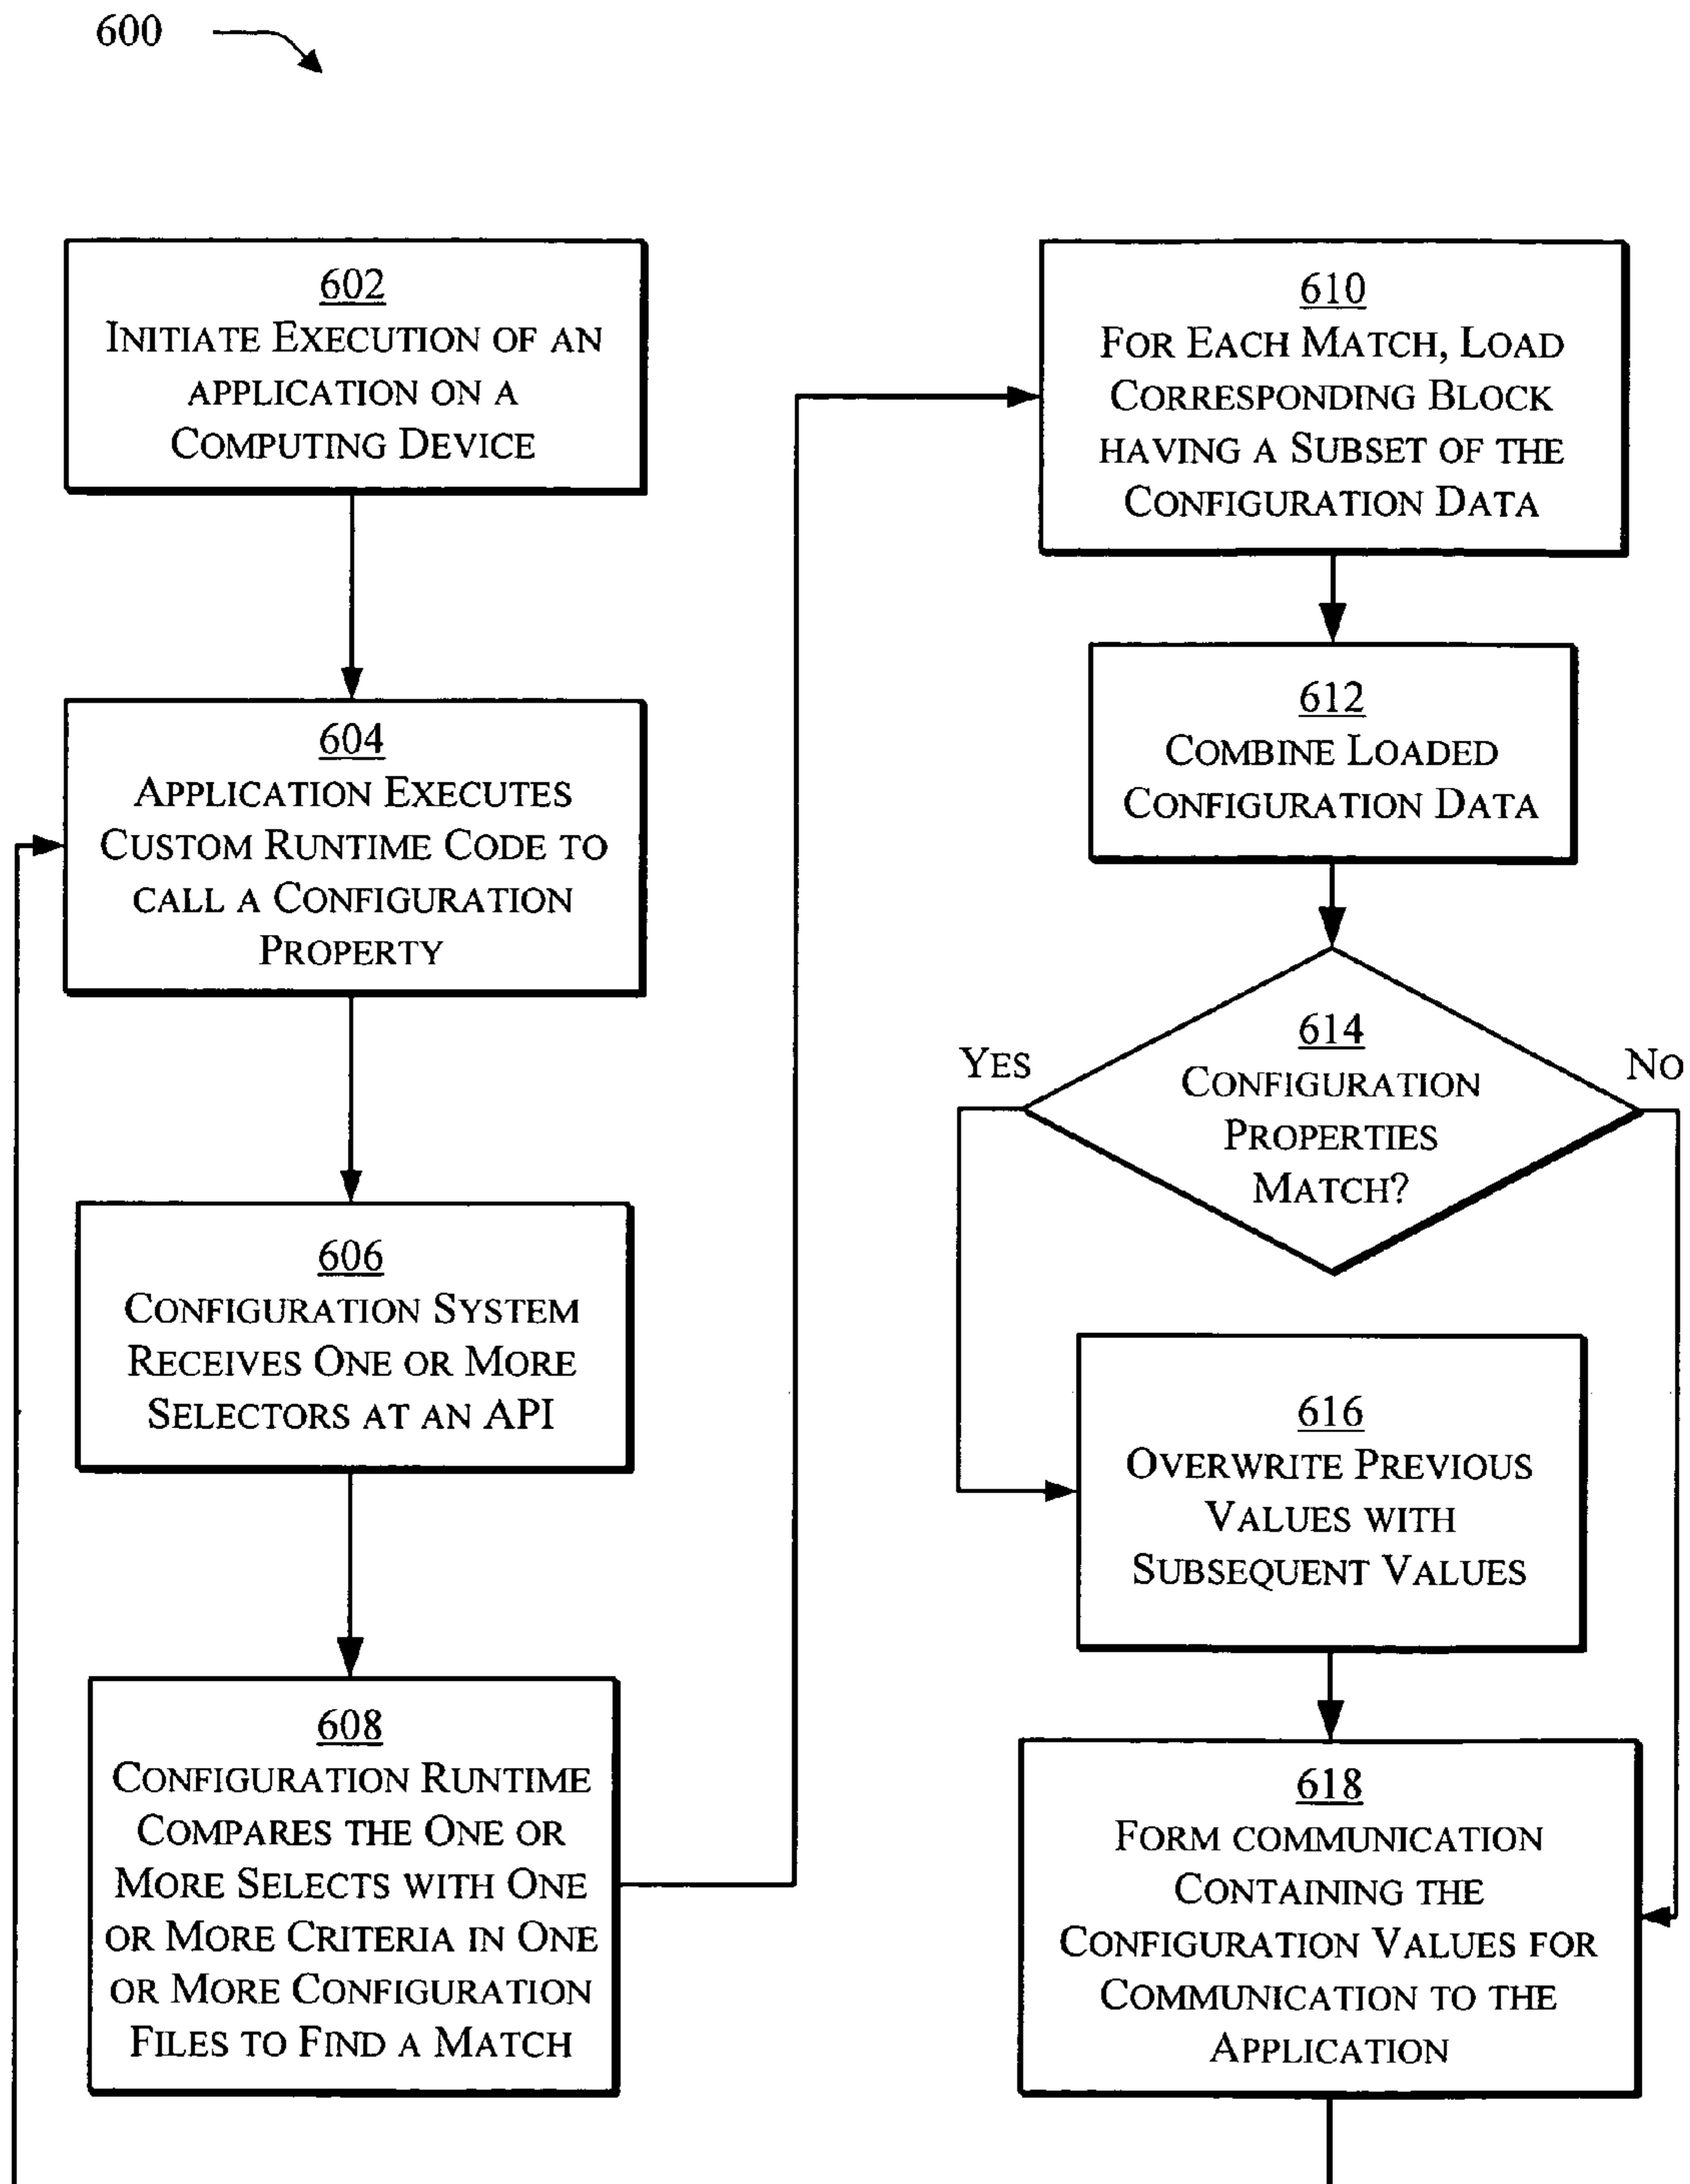 600
602
INITIATE EXECUTION OF AN
APPLICATION ON A
COMPUTING DEVICE
604
APPLICATION EXECUTES
CUSTOM RUNTIME CODE TO
CALL A CONFIGURATION
PROPERTY
606
CONFIGURATION SYSTEM
RECEIVES ONE OR MORE
SELECTORS AT AN API
608
CONFIGURATION RUNTIME
COMPARES THE ONE OR
MORE SELECTS WITH ONE
OR MORE CRITERIA IN ONE
OR MORE CONFIGURATION
FILES TO FIND A MATCH
610
FOR EACH MATCH, LOAD
CORRESPONDING BLOCK
HAVING A SUBSET OF THE
CONFIGURATION DATA
612
COMBINE LOADED
CONFIGURATION DATA
614
CONFIGURATION
PROPERTIES
MATCH?
YES
NO
616
OVERWRITE PREVIOUS
VALUES WITH
SUBSEQUENT VALUES
618
FORM COMMUNICATION
CONTAINING THE
CONFIGURATION VALUES FOR
COMMUNICATION TO THE
APPLICATION